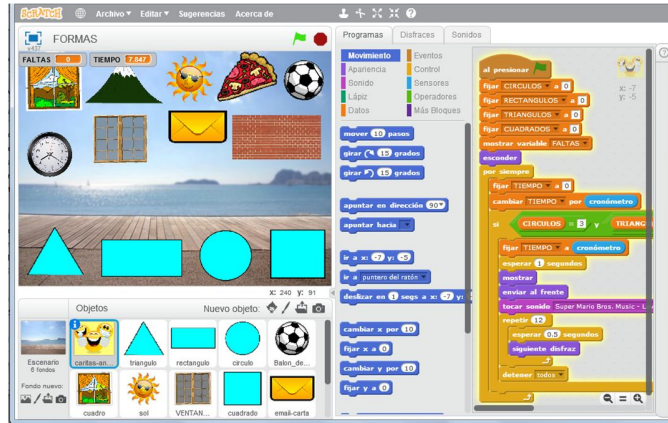 SCRATCH Archivo Editar Sugerencias Acerca de
FORMAS
v437
FALTAS 0 TIEMPO 7.847
X: 240 y: 91
Objetos Nuevo objeto:
Escenario
6 fondos
Fondo nuevo:
caritas-an...
triangulo
rectangulo
circulo
Balon_de...
cuadro
sol
VENTAN...
cuadrado
email-carta
Programas Disfraces Sonidos
Movimiento Eventos
Apariencia Control
Sonido Sensores
Lápiz Operadores
Datos Más Bloques
mover 10 pasos
girar 15 grados
girar 15 grados
apuntar en dirección 90
apuntar hacia
ir a x: -7 y: -5
ir a puntero del ratón
deslizar en 1 segs a x: -7 y:
cambiar x por 10
fijar x a 0
cambiar y por 10
fijar y a 0
x: -7
y: -5
al presionar
fijar CIRCULOS a 0
fijar RECTANGULOS a 0
fijar TRIANGULOS a 0
fijar CUADRADOS a 0
mostrar variable FALTAS
esconder
por siempre
fijar TIEMPO a 0
cambiar TIEMPO por cronómetro
si CIRCULOS = 3 y TRIANG
fijar TIEMPO a cronómetro
esperar 1 segundos
mostrar
enviar al frente
tocar sonido Super Mario Bros. Music - L
repetir 12
esperar 0.5 segundos
siguiente disfraz
detener todos